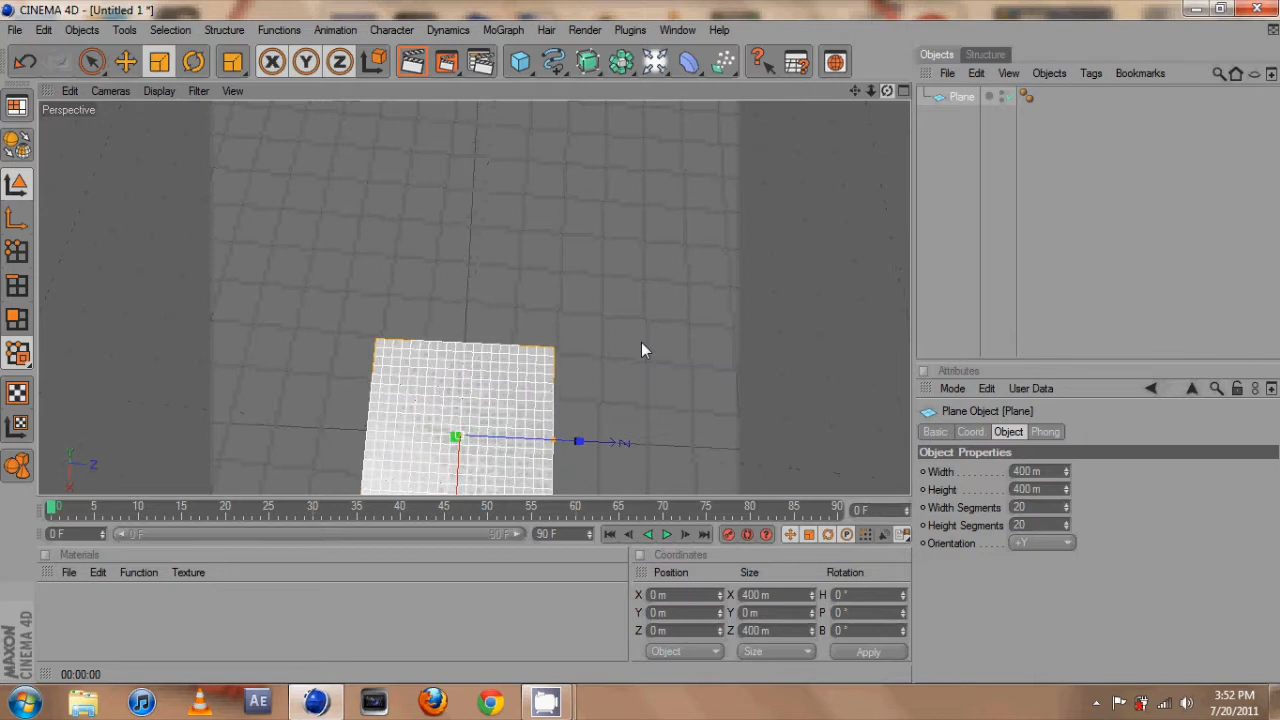 CINEMA 4D - [Untitled 1 *]
File Edit Objects Tools Selection Structure Functions Animation Character Dynamics MoGraph Hair Render Plugins Window Help
X Y Z
Objects Structure
File Edit View Objects Tags Bookmarks
Edit Cameras Display Filter View
Perspective
Plane
Attributes
Mode Edit User Data
Plane Object [Plane]
Basic Coord. Object Phong
Object Properties
Width 400 m
Height 400 m
Width Segments 20
Height Segments 20
Orientation +Y
Z
Y
Z
X
0 5 10 15 20 25 30 35 40 45 50 55 60 65 70 75 80 85 90 0 F
0 F 0 F 90 F 90 F
Materials
File Edit Function Texture
Coordinates
Position Size Rotation
X 0 m X 400 m H 0 °
Y 0 m Y 0 m P 0 °
Z 0 m Z 400 m B 0 °
Object Size Apply
MAXON CINEMA 4D
00:00:00
Ae
3:52 PM
7/20/2011